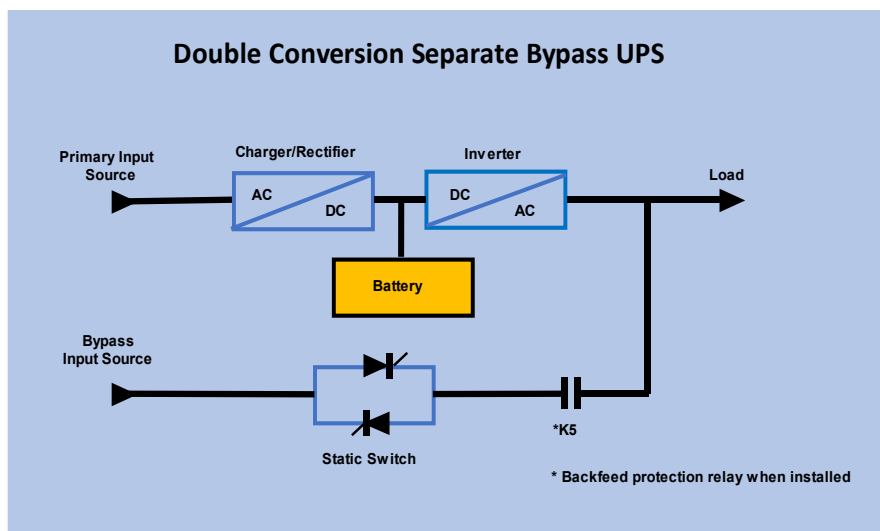 Double Conversion Separate Bypass UPS
Primary Input
Source
Charger/Rectifier
Inverter
Load
AC
DC
DC
AC
Battery
Bypass
Input Source
*K5
Static Switch
* Backfeed protection relay when installed